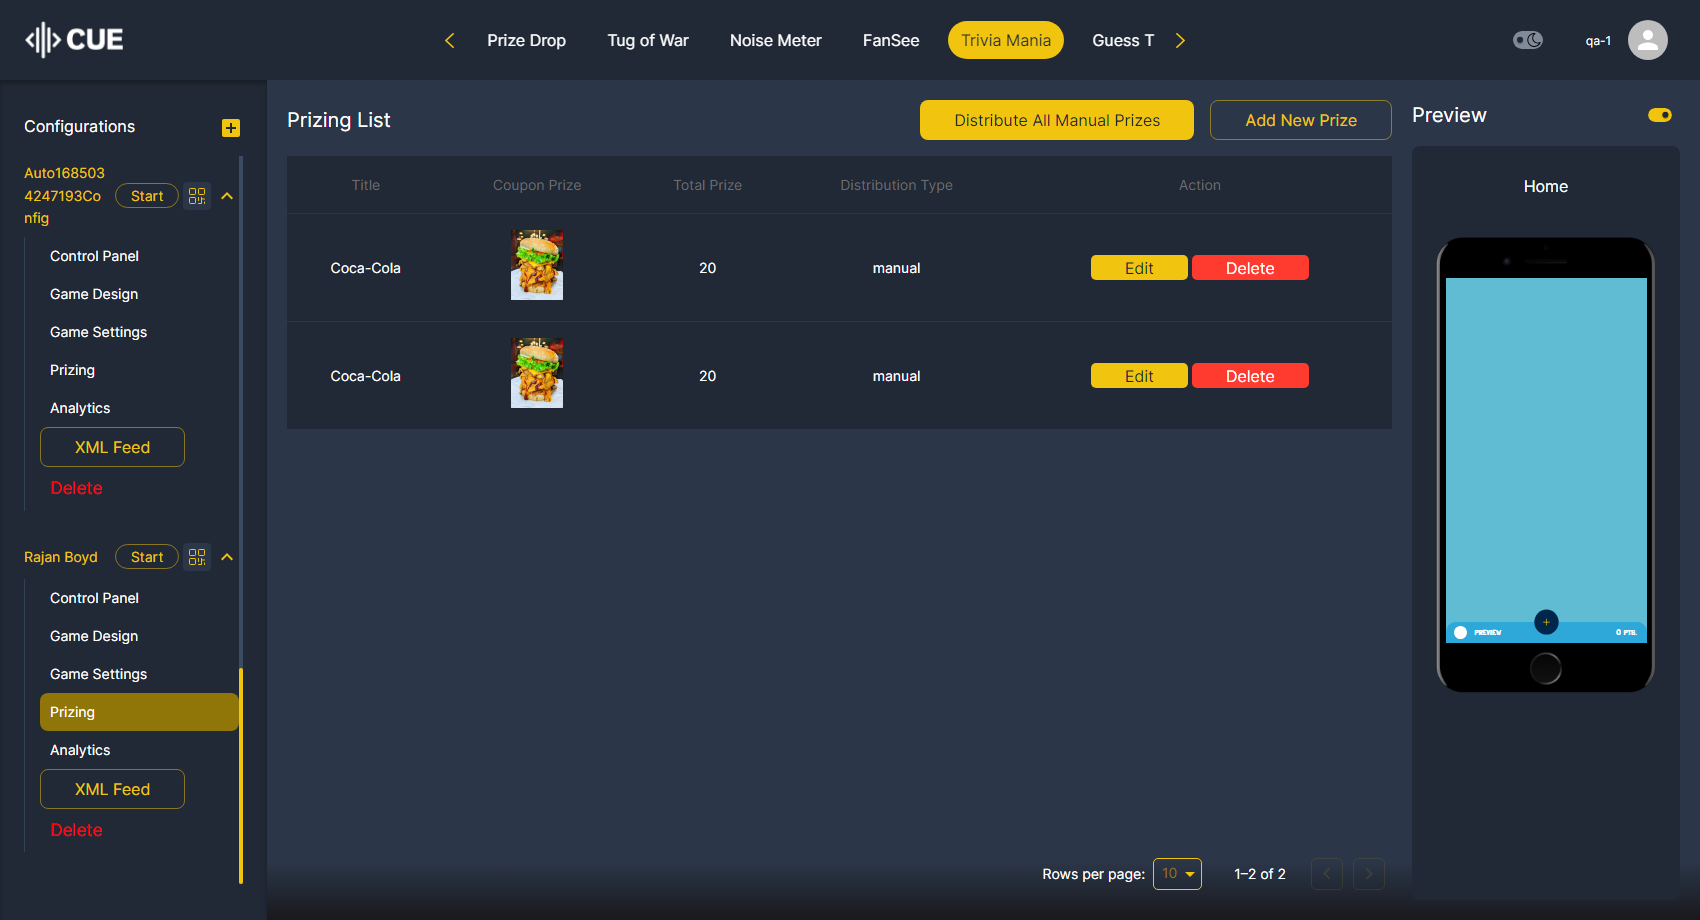 CUE
Prize Drop
Tug of War
Noise Meter
FanSee
Trivia Mania
Guess T
qa-1
Configurations
Auto168503
4247193Co
nfig
Start
Control Panel
Game Design
Game Settings
Prizing
Analytics
XML Feed
Delete
Rajan Boyd
Start
Control Panel
Game Design
Game Settings
Prizing
Analytics
XML Feed
Delete
Prizing List
Distribute All Manual Prizes
Add New Prize
Title
Coupon Prize
Total Prize
Distribution Type
Action
Coca-Cola
20
manual
Edit
Delete
Coca-Cola
20
manual
Edit
Delete
Rows per page:
10
1–2 of 2
Preview
Home
PREVIEW
0 PTS.